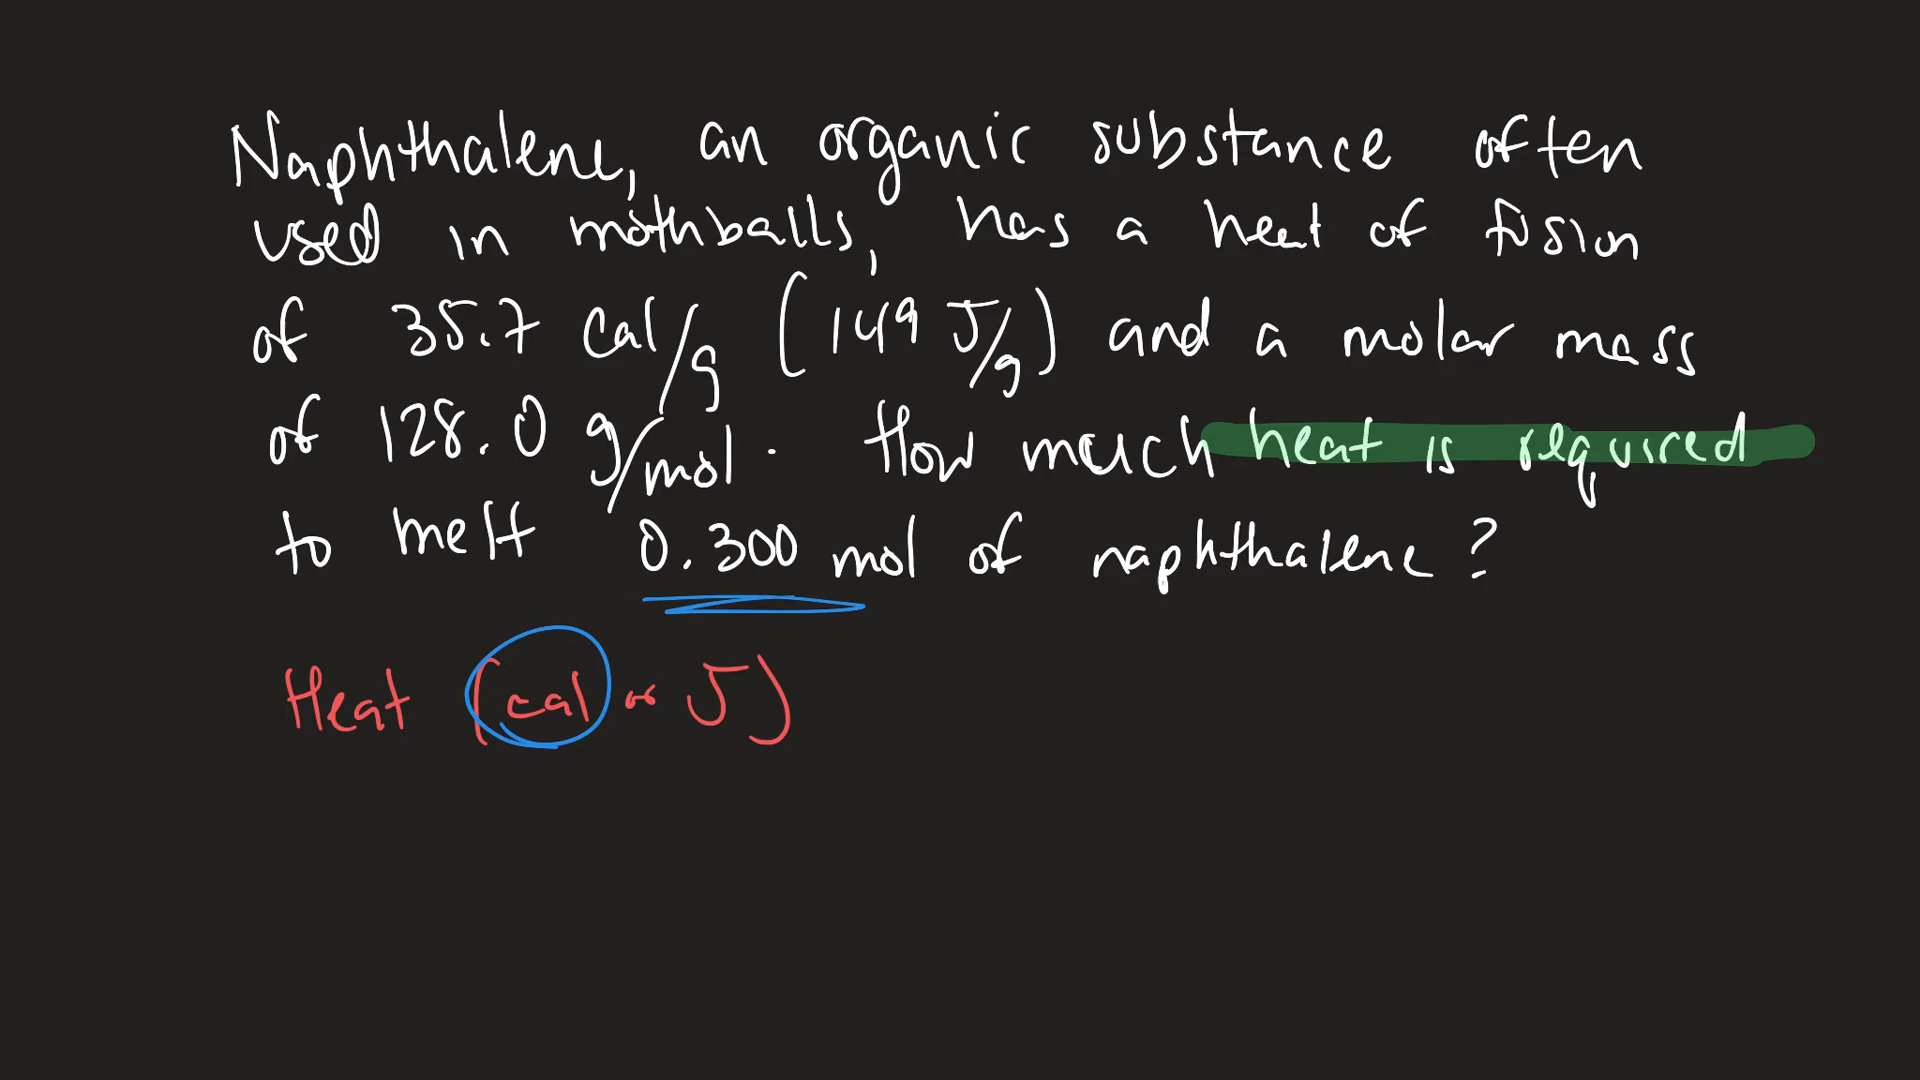 Naphthalene, an organic substance often
used in mothballs, has a heat of fusion
of 35.7 cal/g (149 J/g) and a molar mass
of 128.0 g/mol. How much heat is required
to melt 0.300 mol of naphthalene?
Heat (cal or J)